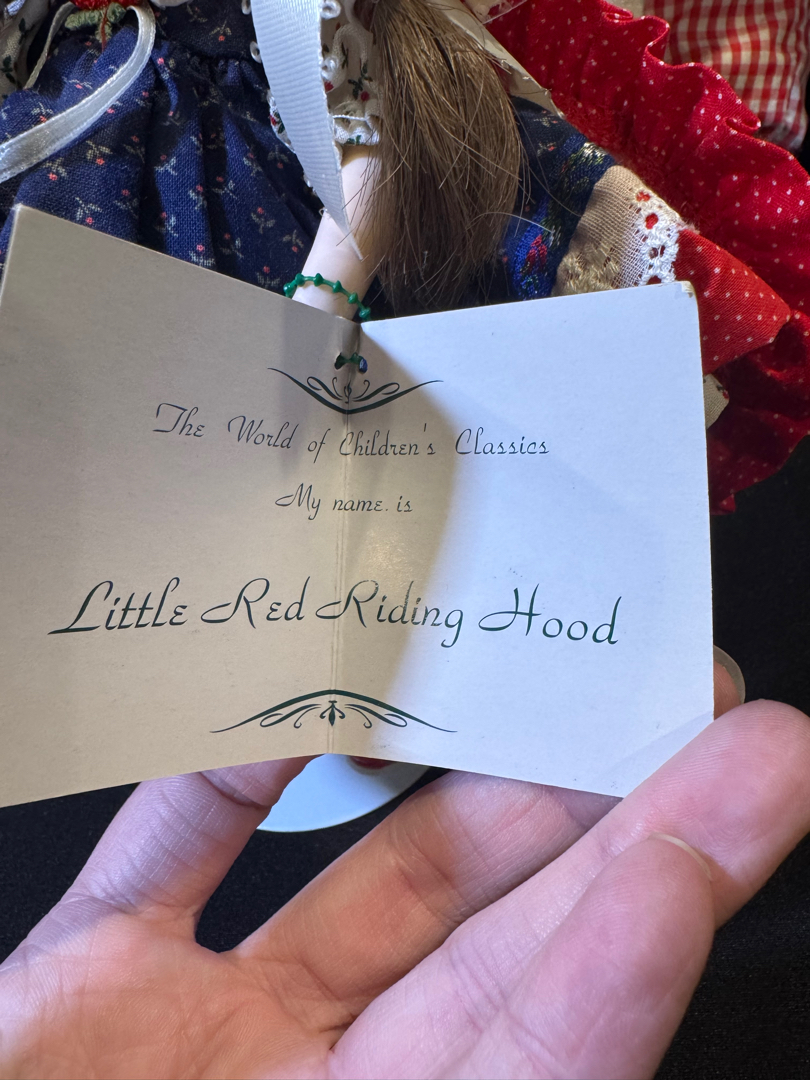 The World of Children's Classics
My name is
Little Red Riding Hood